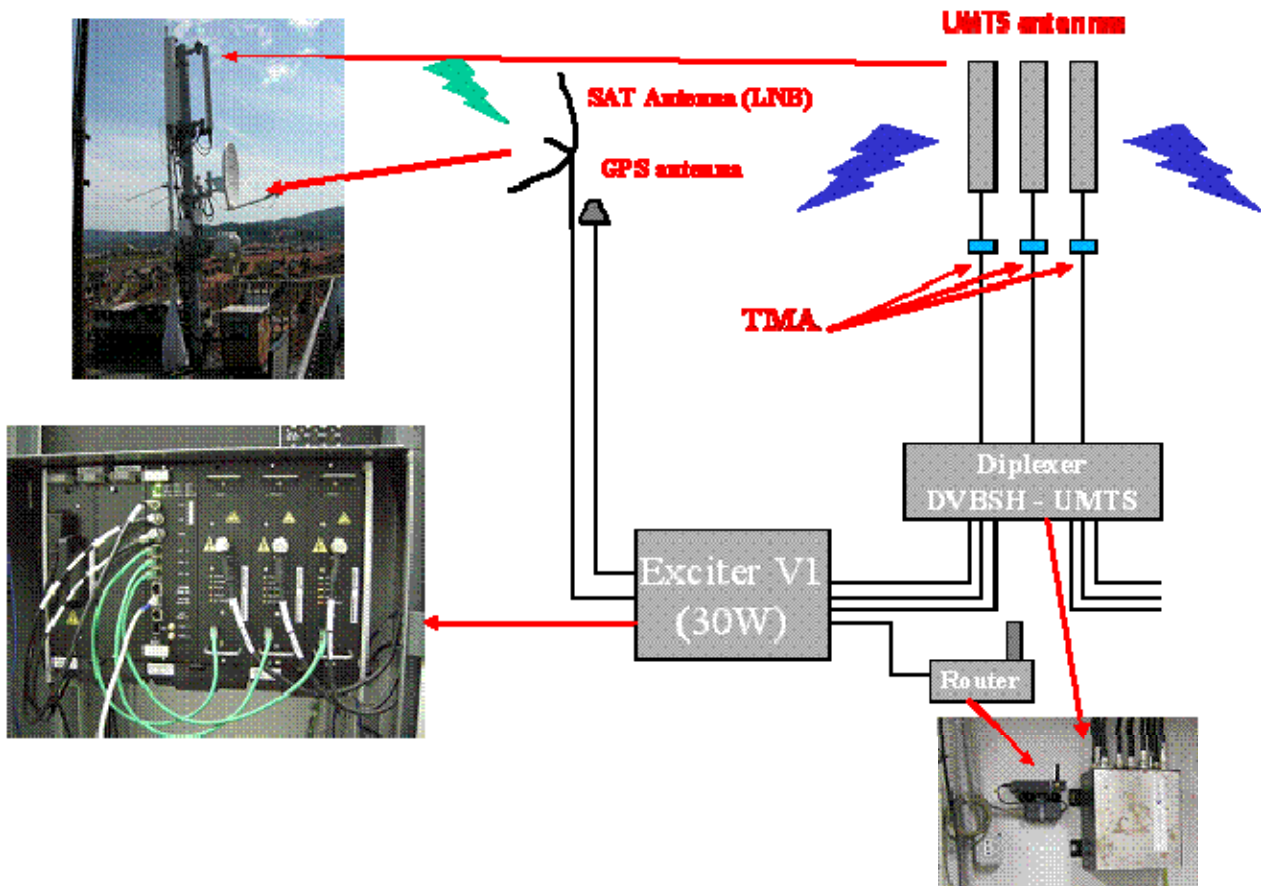 UMTS antennas
SAT Antenna (LNB)
GPS antenna
TMA
Diplexer
DVBSH - UMTS
Exciter V1
(30W)
Router